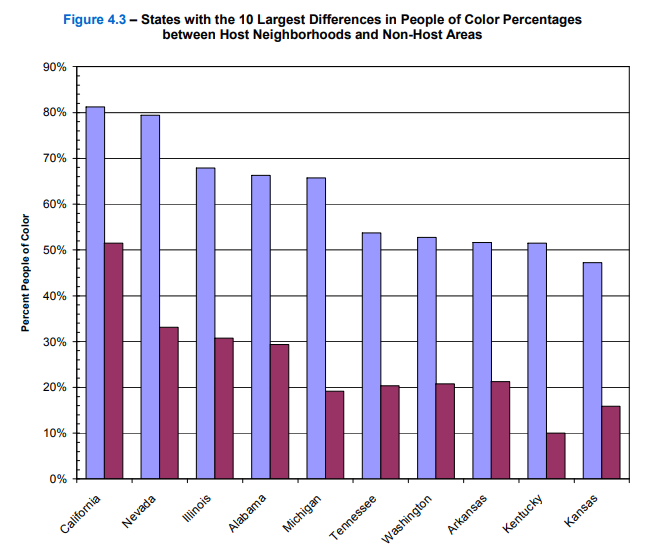 Figure 4.3 – States with the 10 Largest Differences in People of Color Percentages
between Host Neighborhoods and Non-Host Areas
90%
80%
70%
60%
50%
40%
30%
20%
10%
0%
Percent People of Color
California
Nevada
Illinois
Alabama
Michigan
Tennessee
Washington
Arkansas
Kentucky
Kansas